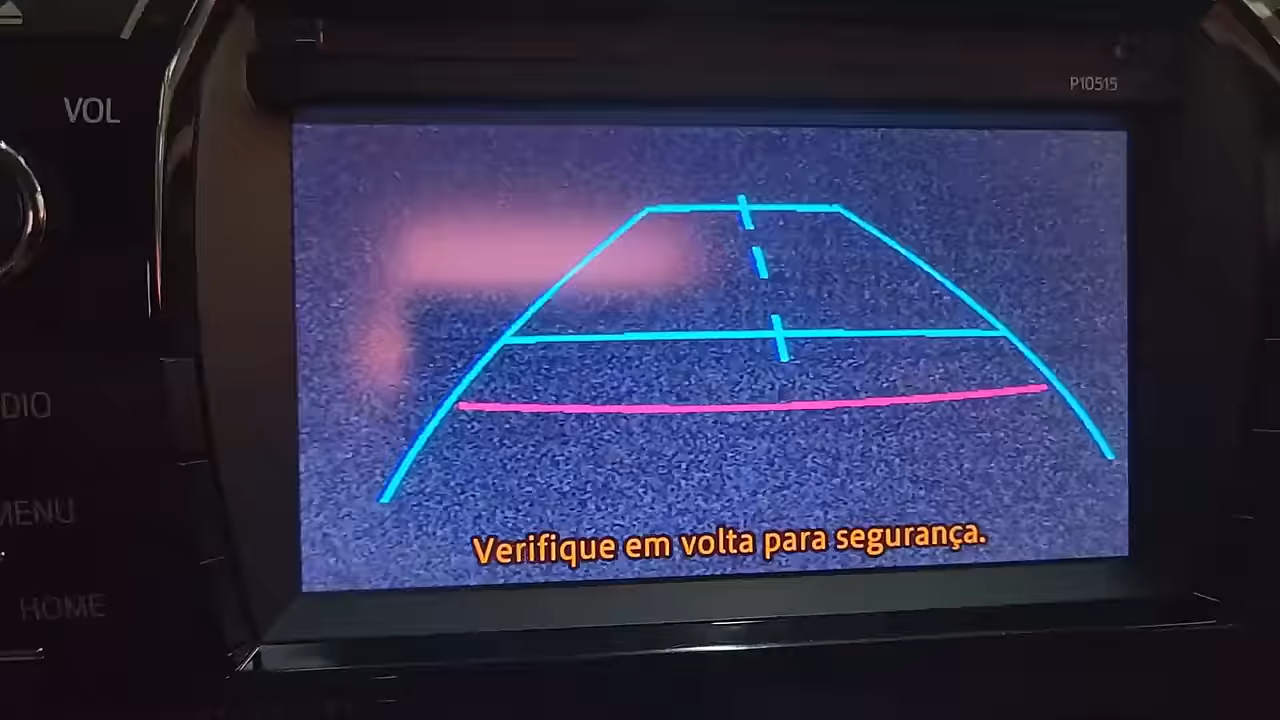 VOL
P10515
DIO
MENU
HOME
Verifique em volta para segurança.